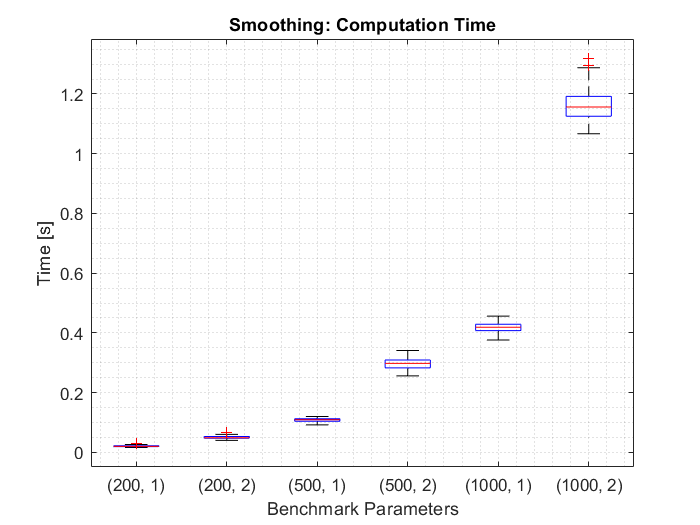 Smoothing: Computation Time
Time [s]
1.2
1
0.8
0.6
0.4
0.2
0
(200, 1) (200, 2) (500, 1) (500, 2) (1000, 1) (1000, 2)
Benchmark Parameters